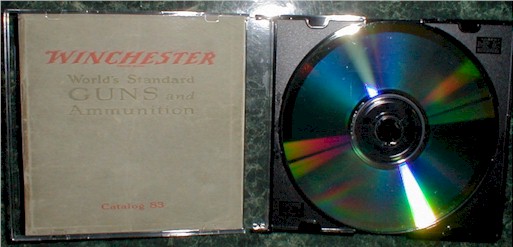 WINCHESTER
World's Standard
GUNS and
Ammunition
Catalog 83